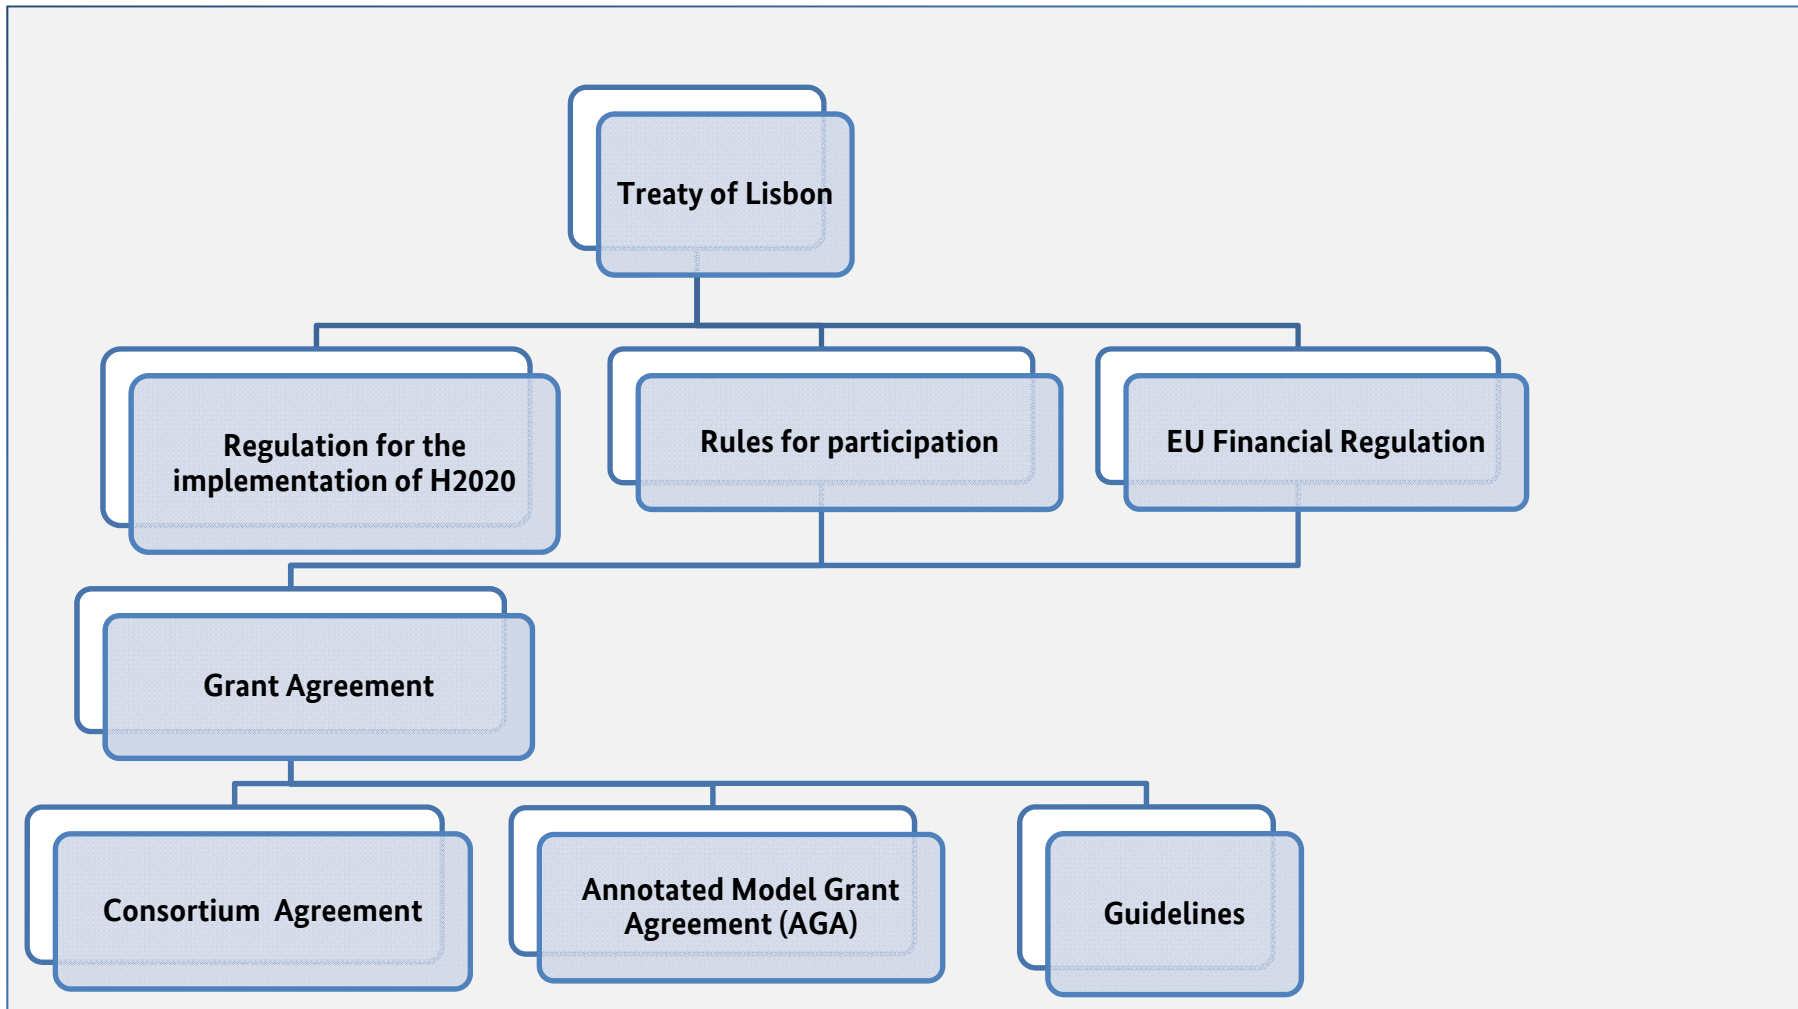 Treaty of Lisbon
Regulation for the
implementation of H2020
Rules for participation
EU Financial Regulation
Grant Agreement
Consortium  Agreement
Annotated Model Grant
Agreement (AGA)
Guidelines